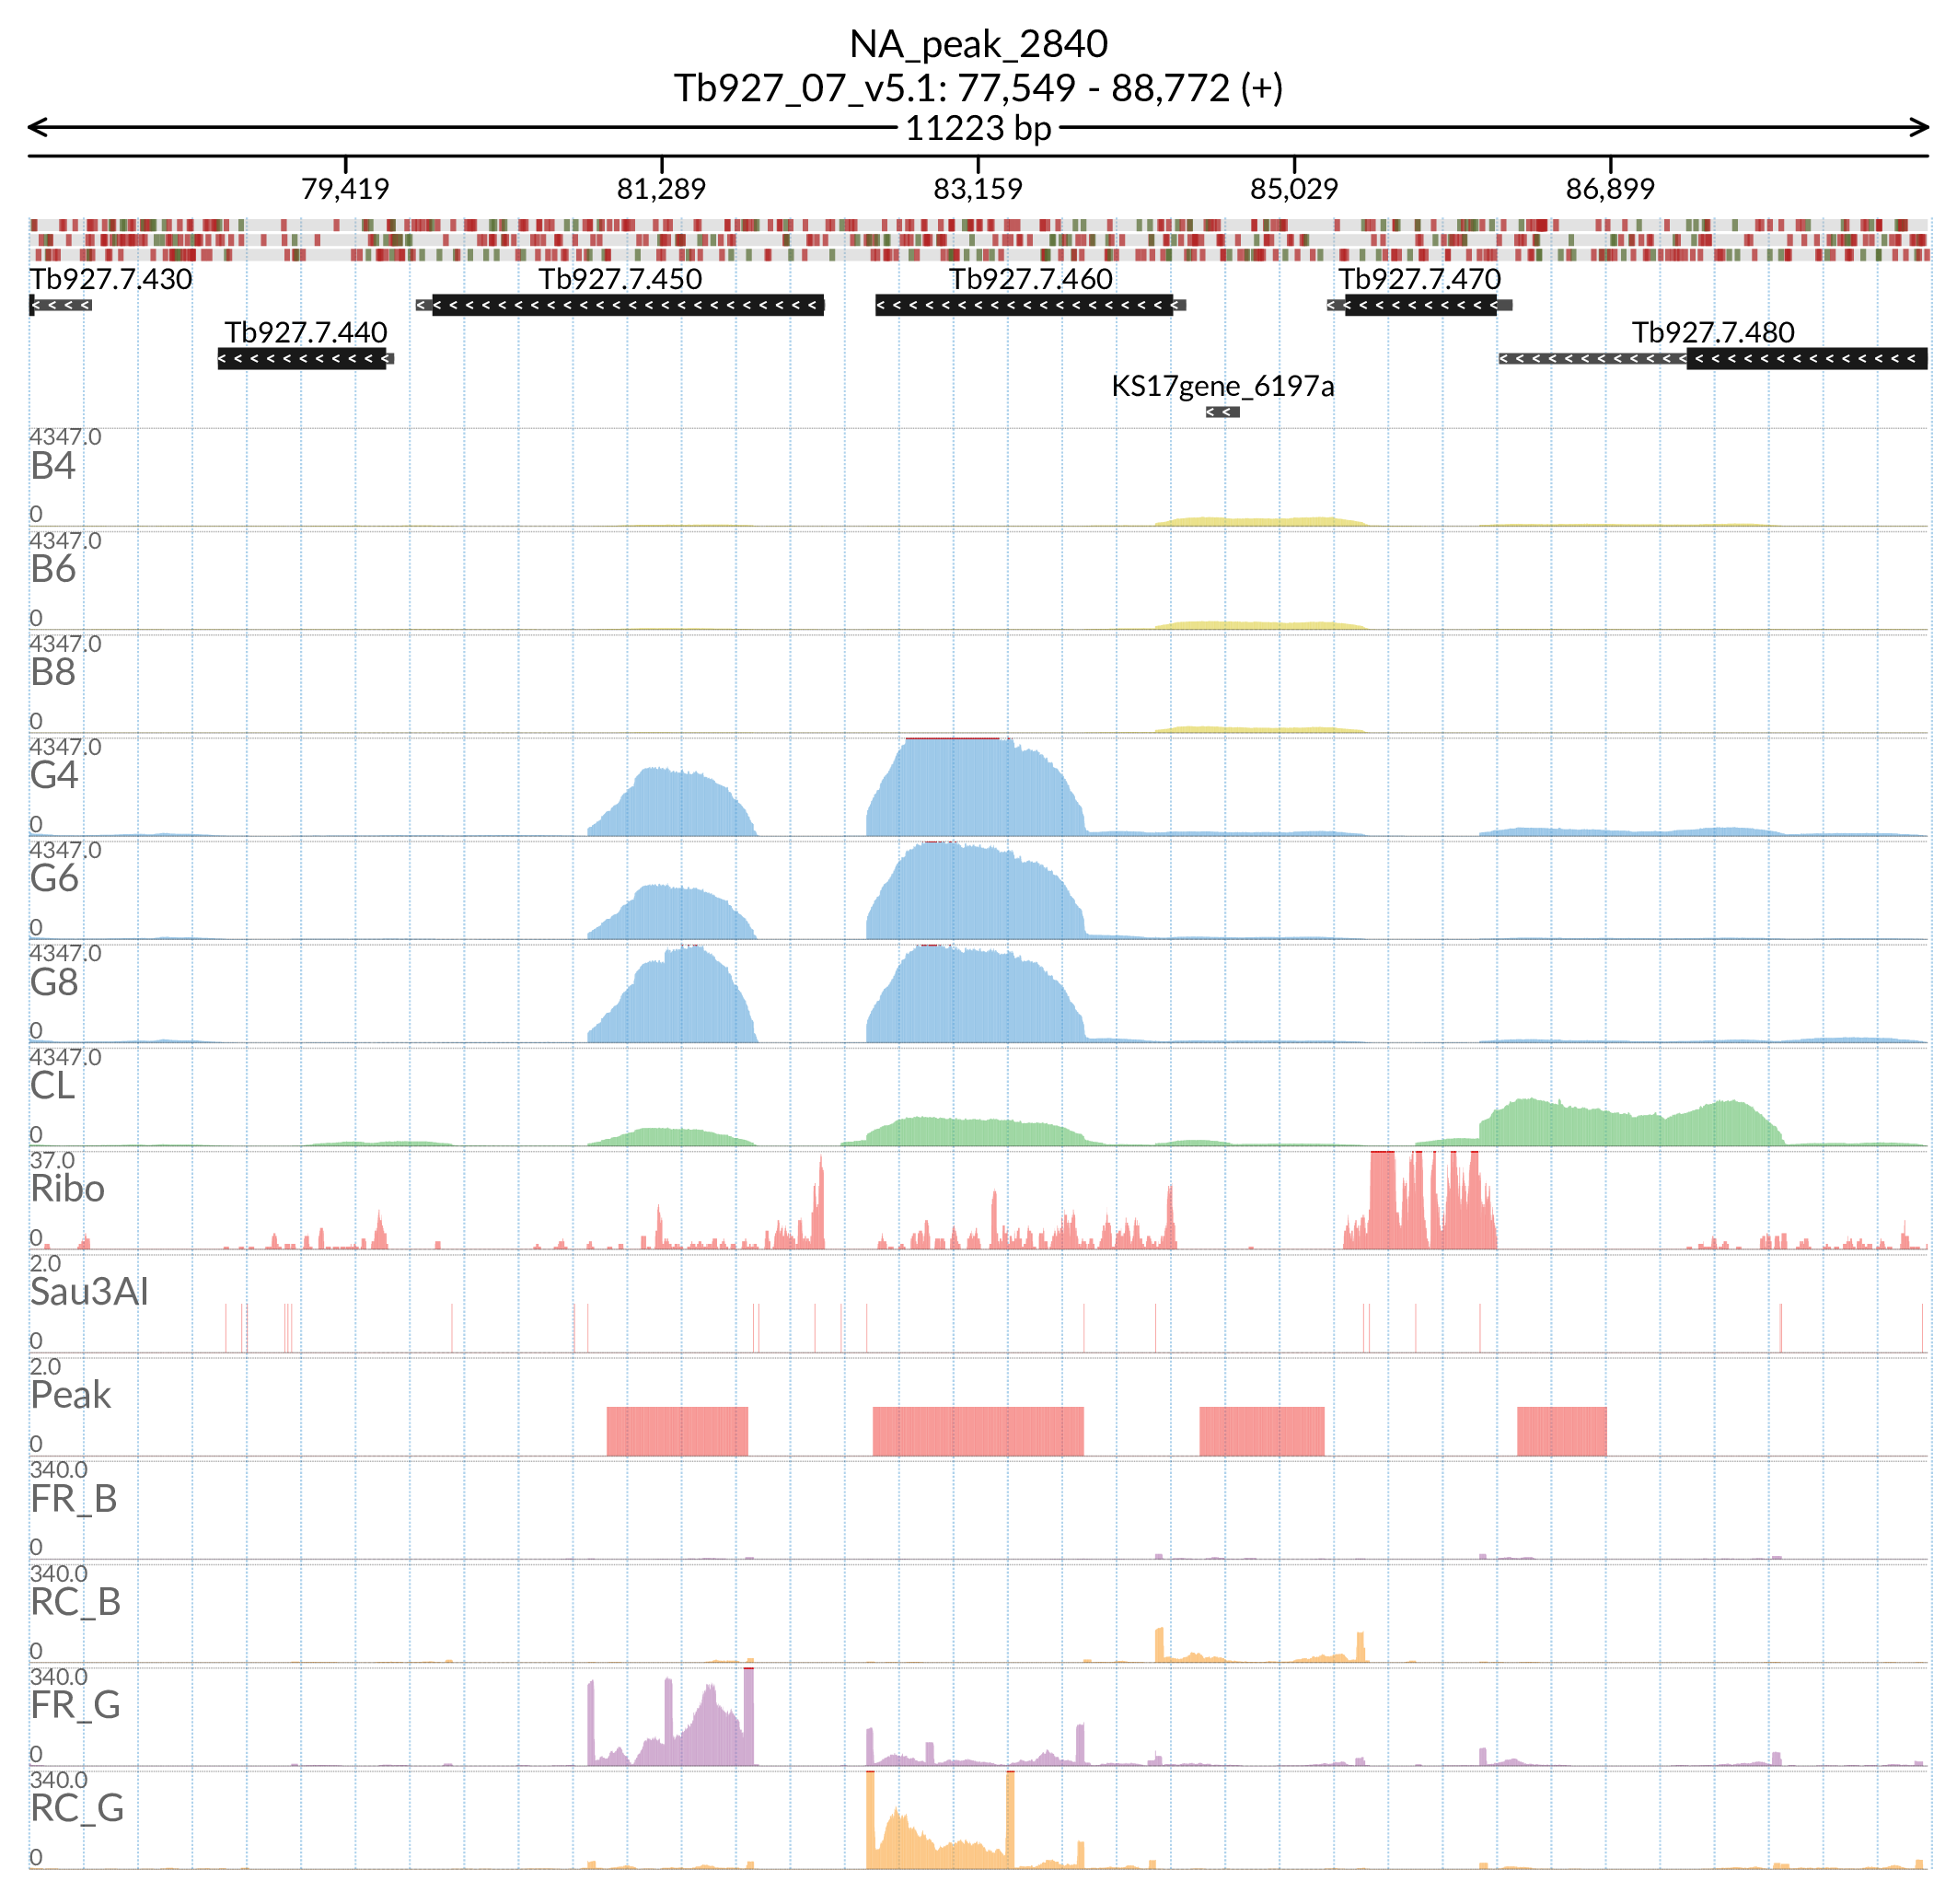 NA_peak_2840
Tb927_07_v5.1: 77,549 - 88,772 (+)
11223 bp
79,419 81,289 83,159 85,029 86,899
Tb927.7.430 Tb927.7.450 Tb927.7.460 Tb927.7.470
Tb927.7.440 Tb927.7.480
KS17gene_6197a
4347.0
B4
0
4347.0
B6
0
4347.0
B8
0
4347.0
G4
0
4347.0
G6
0
4347.0
G8
0
4347.0
CL
0
37.0
Ribo
0
2.0
Sau3AI
0
2.0
Peak
0
340.0
FR_B
0
340.0
RC_B
0
340.0
FR_G
0
340.0
RC_G
0